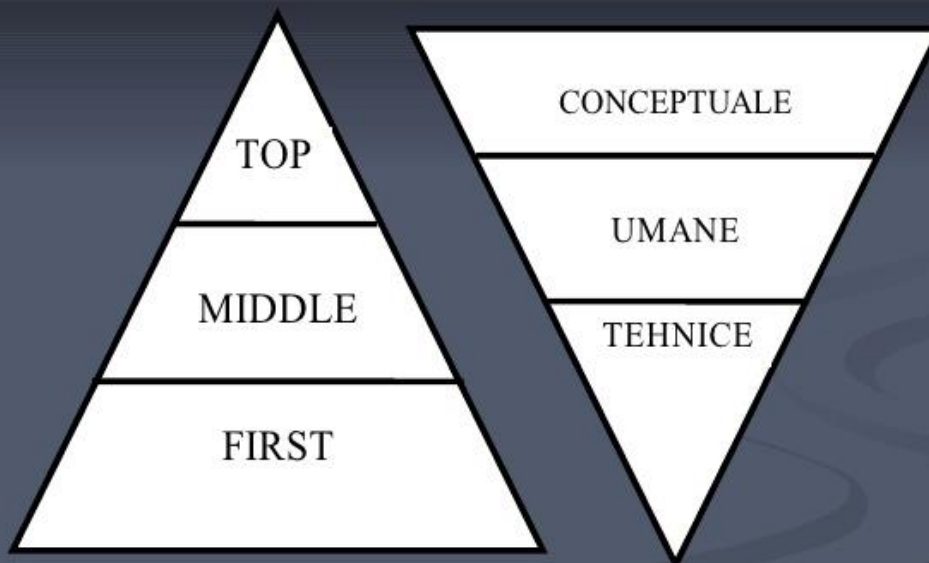 TOP
MIDDLE
FIRST
CONCEPTUALE
UMANE
TEHNICE